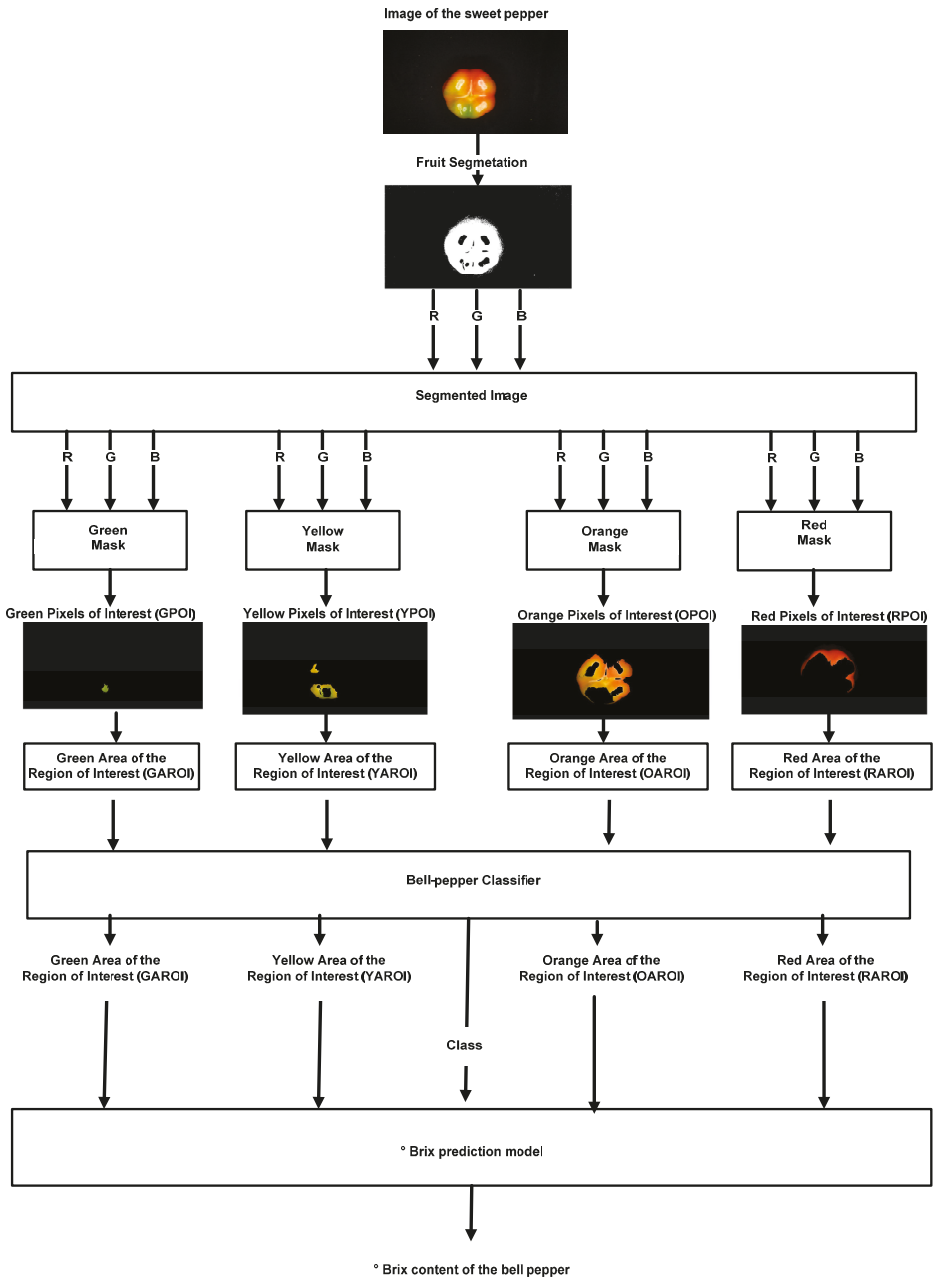 Image of the sweet pepper
Fruit Segmetation
R G B
Segmented Image
R G B R G B R G B R G B
Green
Mask
Yellow
Mask
Orange
Mask
Red
Mask
Green Pixels of Interest (GPOI)
Yellow Pixels of Interest (YPOI)
Orange Pixels of Interest (OPOI)
Red Pixels of Interest (RPOI)
Green Area of the
Region of Interest (GAROI)
Yellow Area of the
Region of Interest (YAROI)
Orange Area of the
Region of Interest (OAROI)
Red Area of the
Region of Interest (RAROI)
Bell-pepper Classifier
Green Area of the
Region of Interest (GAROI)
Yellow Area of the
Region of Interest (YAROI)
Orange Area of the
Region of Interest (OAROI)
Red Area of the
Region of Interest (RAROI)
Class
° Brix prediction model
° Brix content of the bell pepper